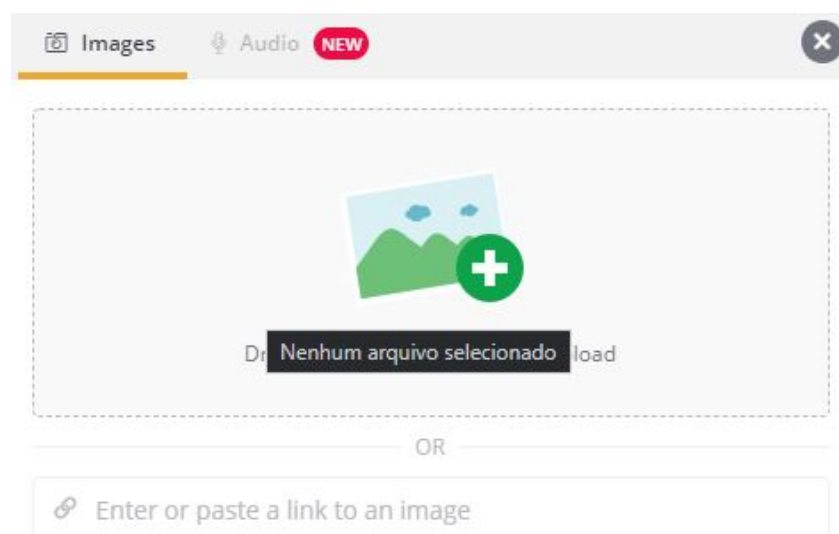 Images Audio NEW
Dr Nenhum arquivo selecionado load
OR
Enter or paste a link to an image